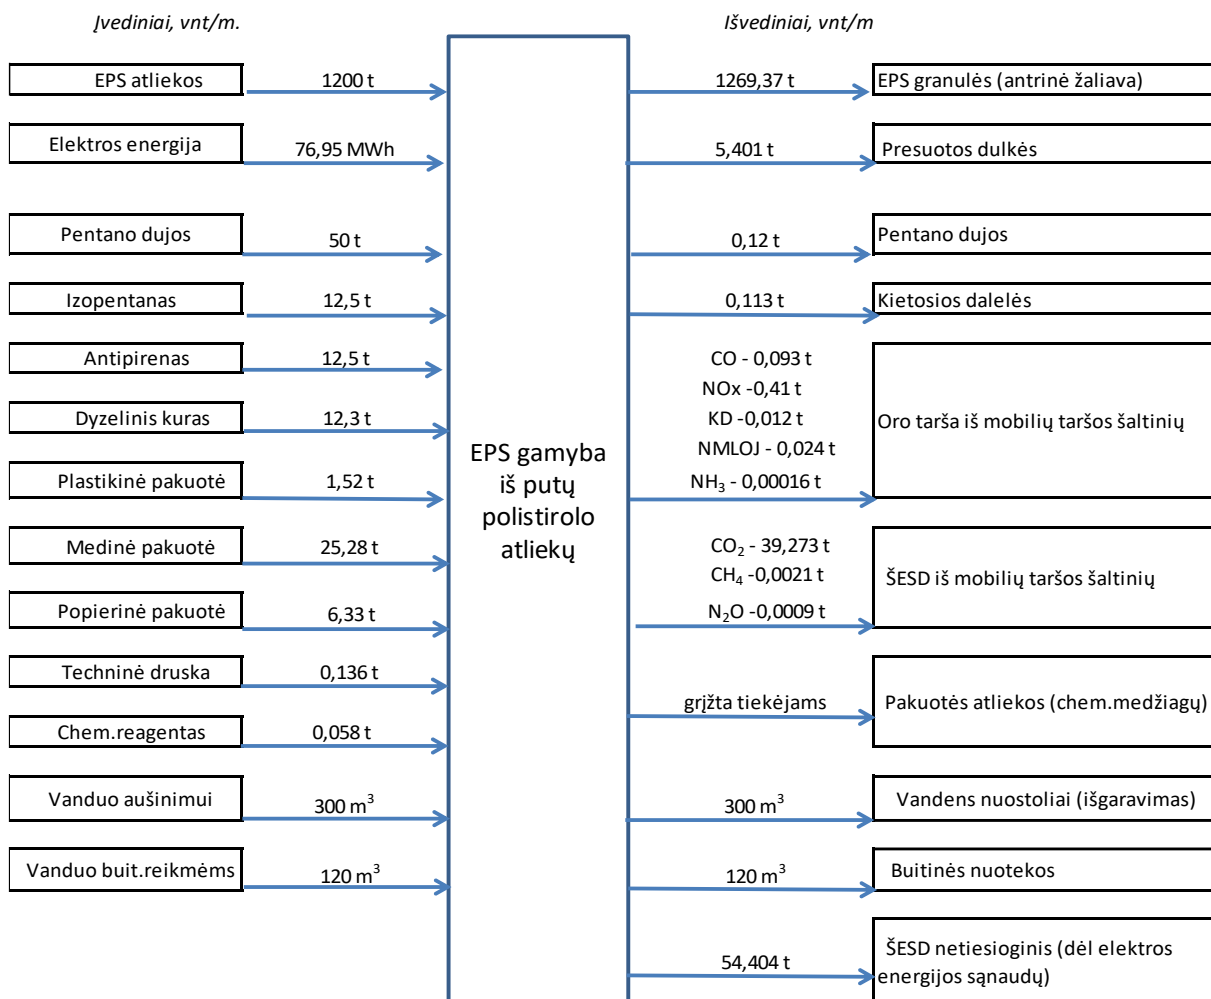 Įvediniai, vnt/m.
Išvediniai, vnt/m
EPS atliekos
1200 t
1269,37 t
EPS granulės (antrinė žaliava)
Elektros energija
76,95 MWh
5,401 t
Presuotos dulkės
Pentano dujos
50 t
0,12 t
Pentano dujos
Izopentanas
12,5 t
0,113 t
Kietosios dalelės
Antipirenas
12,5 t
Dyzelinis kuras
12,3 t
Plastikinė pakuotė
1,52 t
CO - 0,093 t
NOx -0,41 t
KD -0,012 t
NMLOJ - 0,024 t
NH₃ - 0,00016 t
Oro tarša iš mobilių taršos šaltinių
EPS gamyba
iš putų
polistirolo
atliekų
Medinė pakuotė
25,28 t
Popierinė pakuotė
6,33 t
CO₂ - 39,273 t
CH₄ -0,0021 t
N₂O -0,0009 t
ŠESD iš mobilių taršos šaltinių
Techninė druska
0,136 t
Chem.reagentas
0,058 t
grįžta tiekėjams
Pakuotės atliekos (chem.medžiagų)
Vanduo aušinimui
300 m³
300 m³
Vandens nuostoliai (išgaravimas)
Vanduo buit.reikmėms
120 m³
120 m³
Buitinės nuotekos
54,404 t
ŠESD netiesioginis (dėl elektros
energijos sąnaudų)